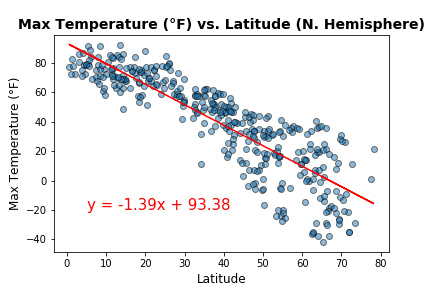 Max Temperature (°F) vs. Latitude (N. Hemisphere)
Max Temperature (°F)
80
60
40
20
0
−20
−40
y = -1.39x + 93.38
0 10 20 30 40 50 60 70 80
Latitude